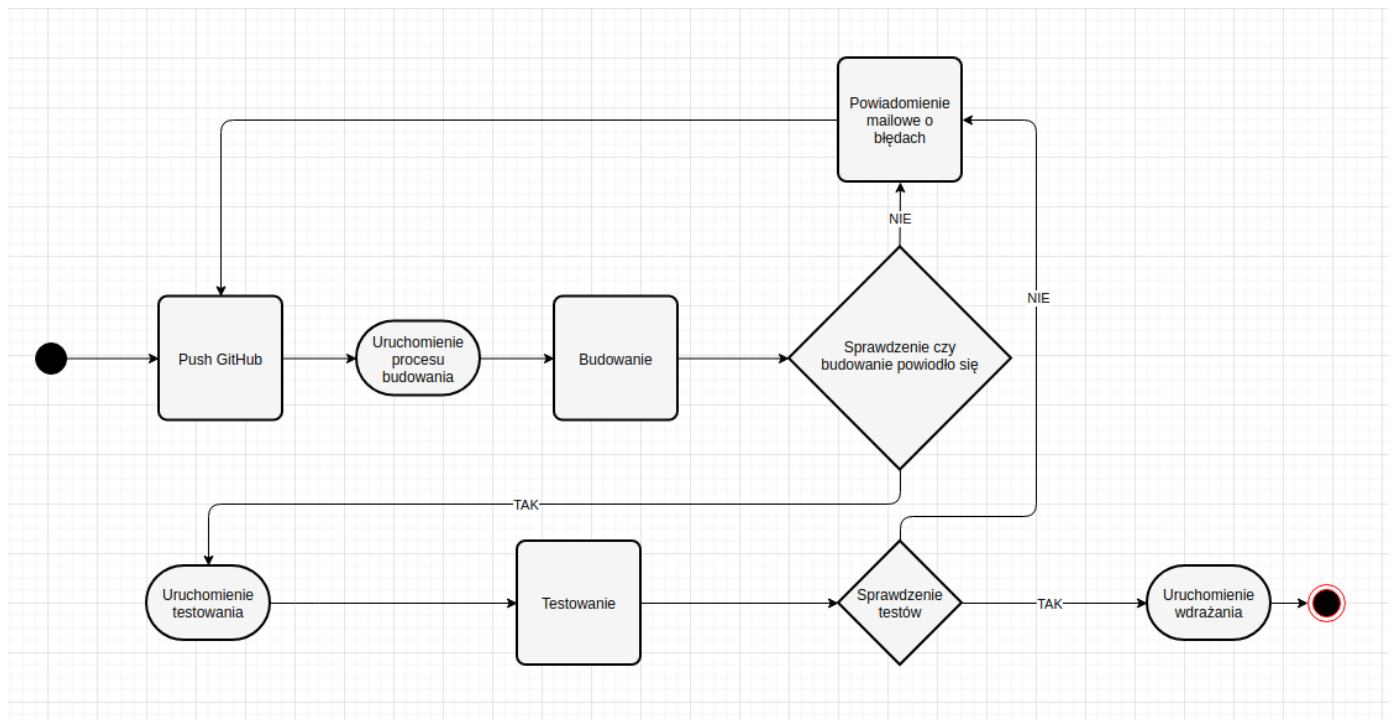 Powiadomienie
mailowe o
błędach
NIE
NIE
Push GitHub
Uruchomienie
procesu
budowania
Budowanie
Sprawdzenie czy
budowanie powiodło się
TAK
Uruchomienie
testowania
Testowanie
Sprawdzenie
testów
TAK
Uruchomienie
wdrażania